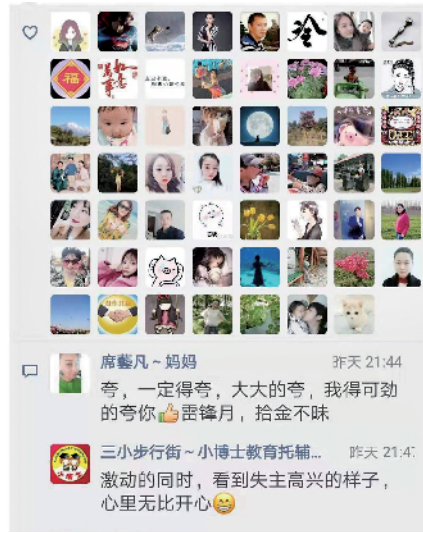 福
席藝凡~妈妈 昨天 21:44
夸，一定得夸，大大的夸，我得可劲
的夸你👍雷锋月，拾金不昧
三小步行街~小博士教育托辅... 昨天 21:47
激动的同时，看到失主高兴的样子，
心里无比开心😁